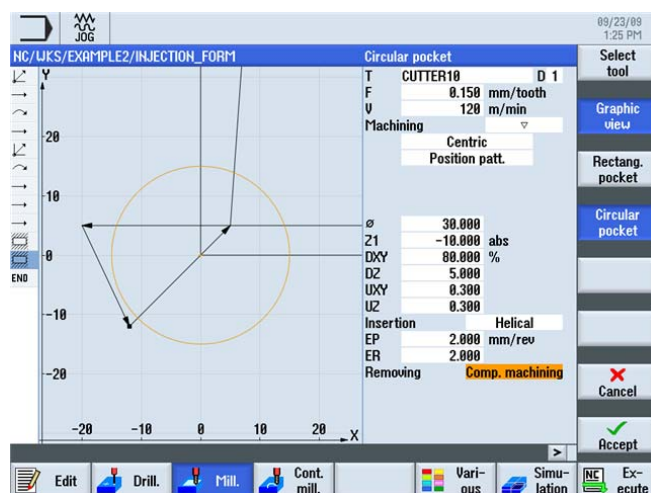 JOG
09/23/09
1:25 PM
NC/WKS/EXAMPLE2/INJECTION_FORM
Circular pocket
Select
tool
Y
T CUTTER10 D 1
F 0.150 mm/tooth
V 120 m/min
Machining ▽
Centric
Position patt.
Graphic
view
Rectang.
pocket
Circular
pocket
20
10
0
-10
-20
ø 30.000
Z1 -10.000 abs
DXY 80.000 %
DZ 5.000
UXY 0.300
UZ 0.300
Insertion Helical
EP 2.000 mm/rev
ER 2.000
Removing Comp. machining
END
-20 -10 0 10 20 X
Cancel
>
Accept
Edit
Drill.
Mill.
Cont.
mill.
Vari-
ous
Simu-
lation
NC
Ex-
ecute